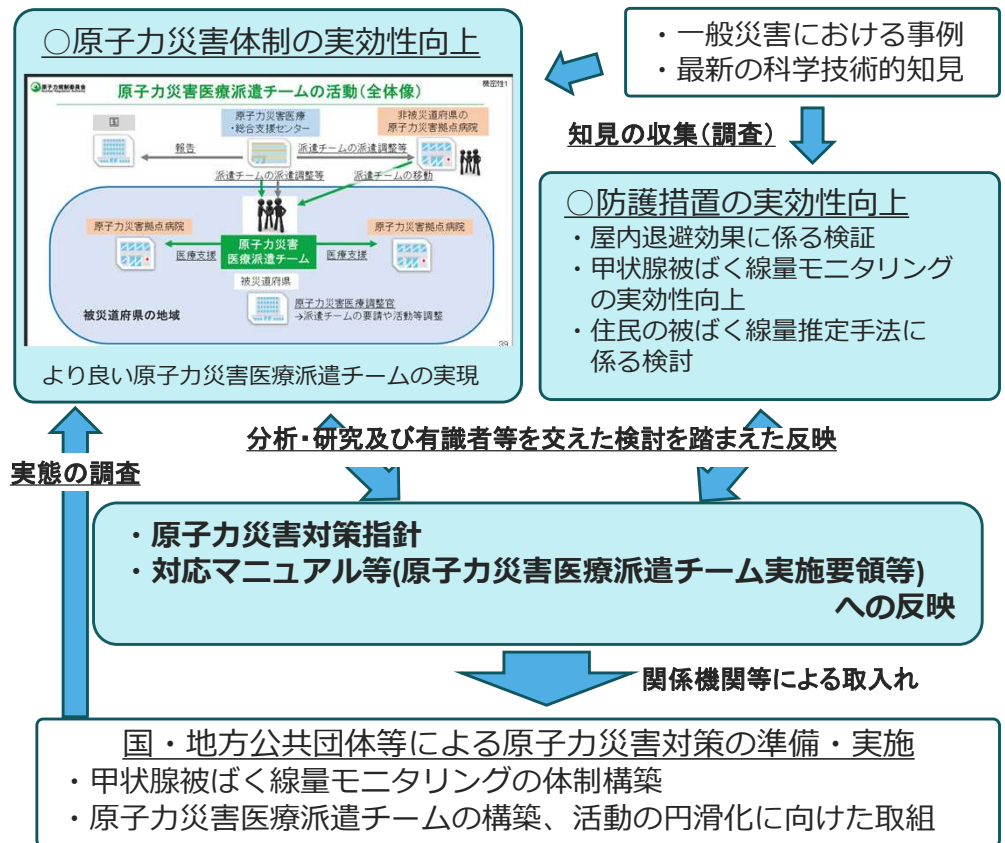 ○原子力災害体制の実効性向上
原子力規制委員会
機密性1
原子力災害医療派遣チームの活動(全体像)
国
原子力災害医療
・総合支援センター
非被災道府県の
原子力災害拠点病院
報告
派遣チームの派遣調整等
派遣チームの派遣調整等
派遣チームの移動
原子力災害拠点病院
原子力災害拠点病院
医療支援
原子力災害
医療派遣チーム
医療支援
被災道府県
原子力災害医療調整官
→派遣チームの要請や活動等調整
被災道府県の地域
39
より良い原子力災害医療派遣チームの実現
・一般災害における事例
・最新の科学技術的知見
知見の収集(調査)
○防護措置の実効性向上
・屋内退避効果に係る検証
・甲状腺被ばく線量モニタリング
の実効性向上
・住民の被ばく線量推定手法に
係る検討
分析・研究及び有識者等を交えた検討を踏まえた反映
実態の調査
・原子力災害対策指針
・対応マニュアル等(原子力災害医療派遣チーム実施要領等)
への反映
関係機関等による取入れ
国・地方公共団体等による原子力災害対策の準備・実施
・甲状腺被ばく線量モニタリングの体制構築
・原子力災害医療派遣チームの構築、活動の円滑化に向けた取組